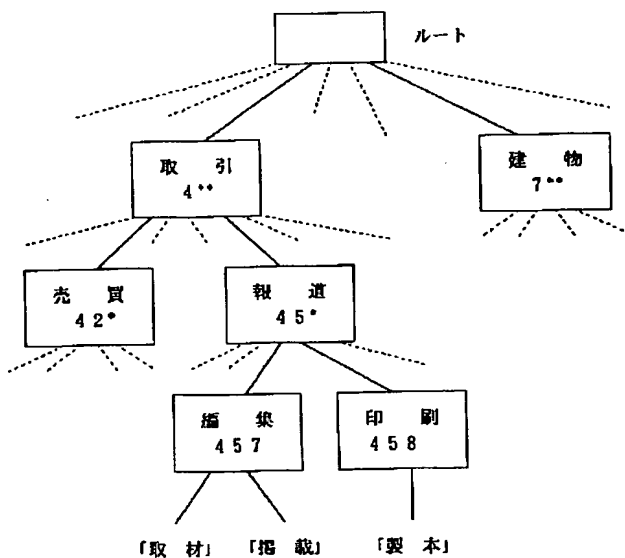 ルート
取 引
4**
建 物
7**
売 買
42*
報 道
45*
編 集
457
印 刷
458
「取 材」 「掲 載」 「製 本」